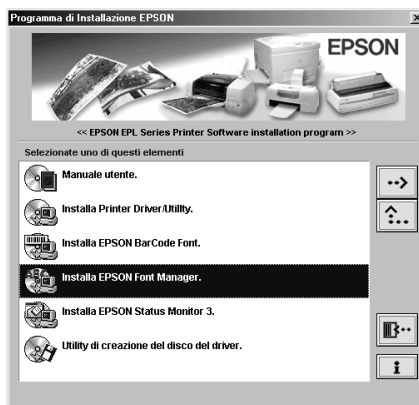 Programma di Installazione EPSON
EPSON
<< EPSON EPL Series Printer Software installation program >>
Selezionate uno di questi elementi
Manuale utente.
Installa Printer Driver/Utility.
Installa EPSON BarCode Font.
Installa EPSON Font Manager.
Installa EPSON Status Monitor 3.
Utility di creazione del disco del driver.